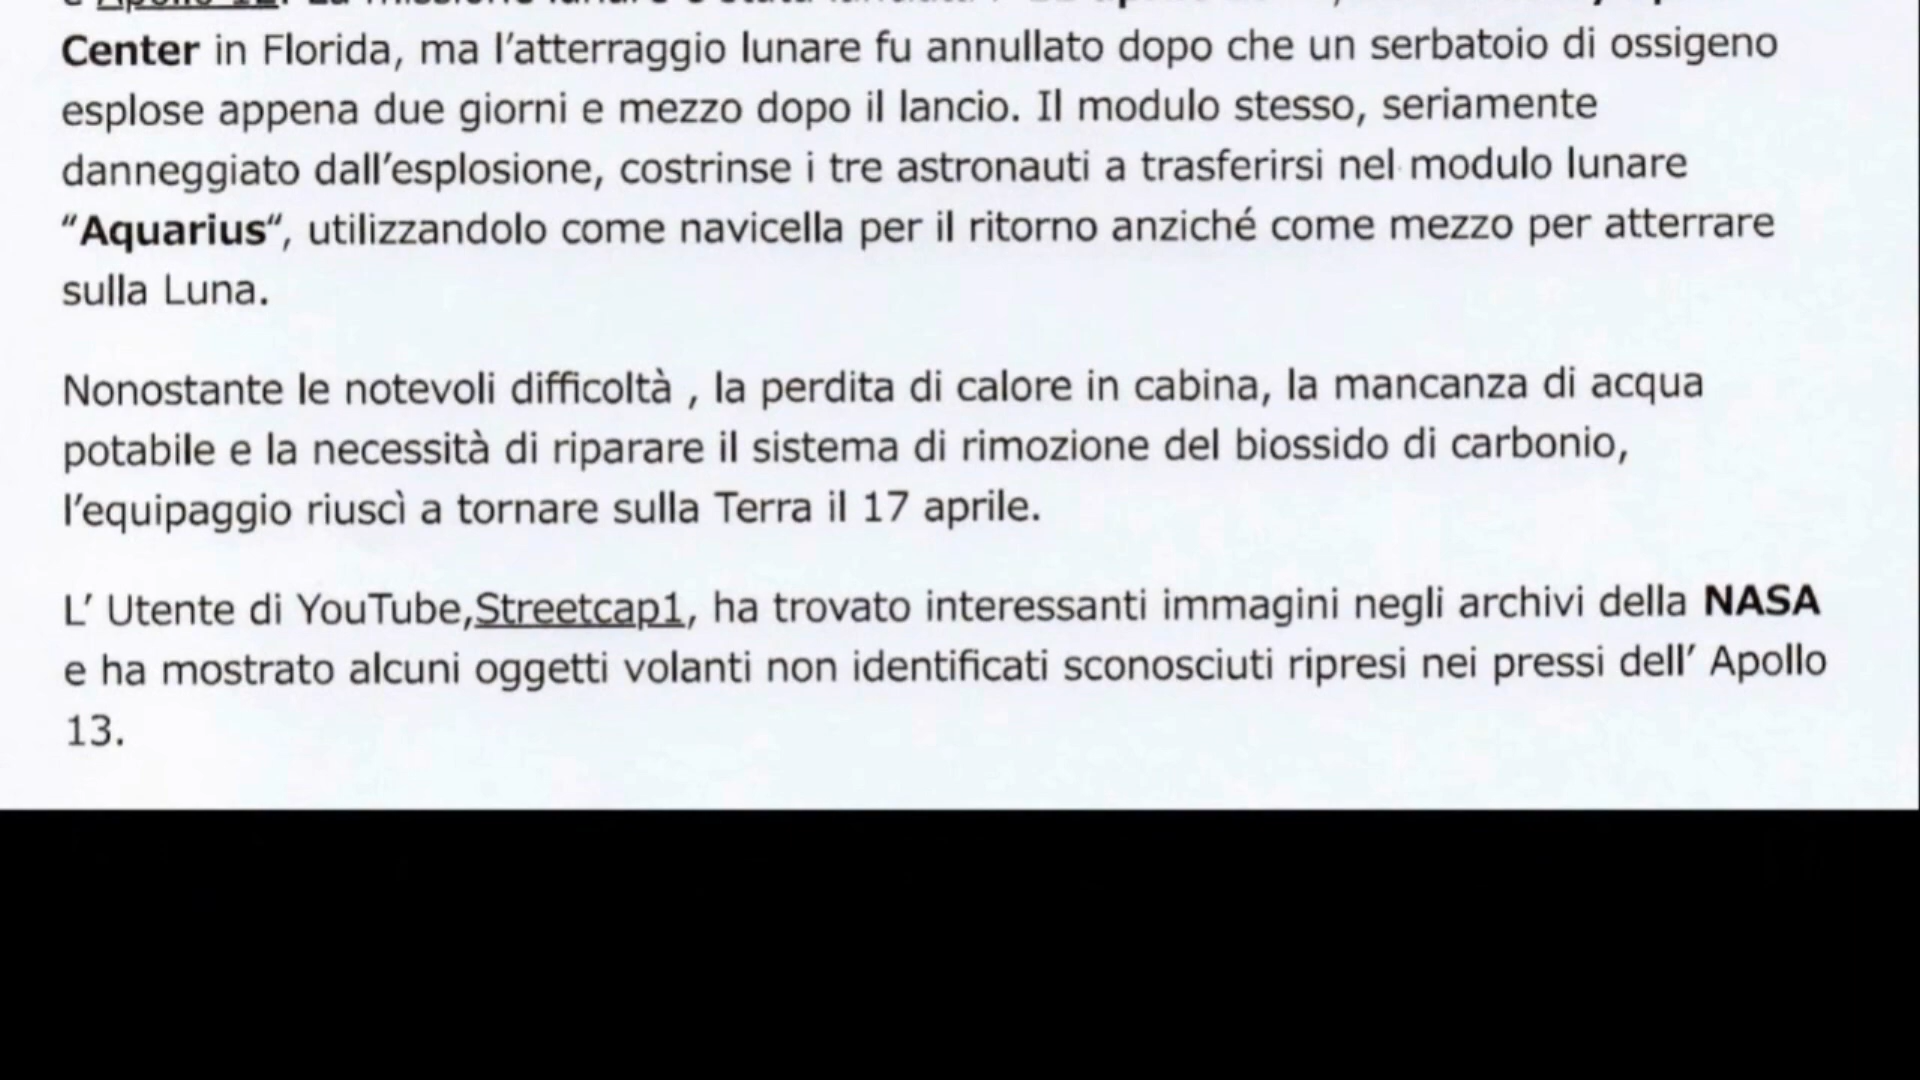 Center in Florida, ma l’atterraggio lunare fu annullato dopo che un serbatoio di ossigeno
esplose appena due giorni e mezzo dopo il lancio. Il modulo stesso, seriamente
danneggiato dall’esplosione, costrinse i tre astronauti a trasferirsi nel modulo lunare
“Aquarius“, utilizzandolo come navicella per il ritorno anziché come mezzo per atterrare
sulla Luna.
Nonostante le notevoli difficoltà , la perdita di calore in cabina, la mancanza di acqua
potabile e la necessità di riparare il sistema di rimozione del biossido di carbonio,
l’equipaggio riuscì a tornare sulla Terra il 17 aprile.
L’ Utente di YouTube,Streetcap1, ha trovato interessanti immagini negli archivi della NASA
e ha mostrato alcuni oggetti volanti non identificati sconosciuti ripresi nei pressi dell’ Apollo
13.